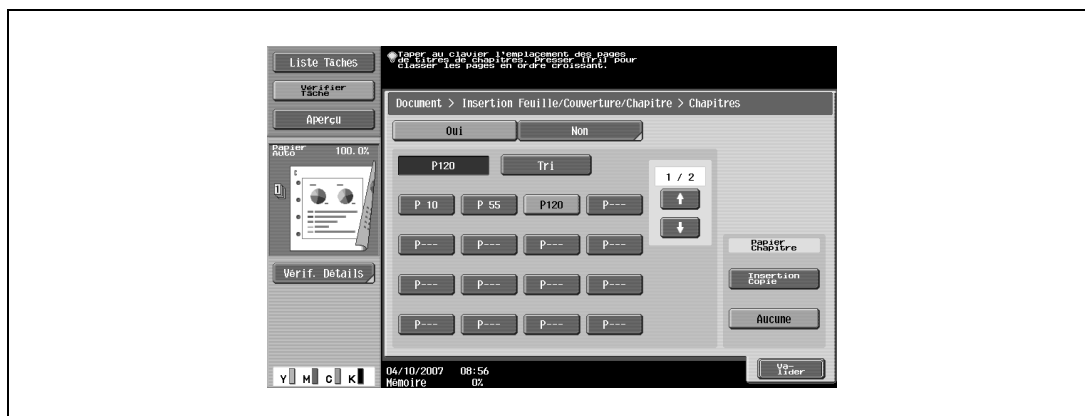 Liste Tâches
Vérifier
Tâche
Aperçu
Papier
Auto 100.0%
1
Vérif. Détails
Y M C K
Taper au clavier l'emplacement des pages
de titres de chapitres. Presser [Tri] pour
classer les pages en ordre croissant.
Document > Insertion Feuille/Couverture/Chapitre > Chapitres
Oui Non
P120 Tri
1 / 2
P 10 P 55 P120 P---
P--- P--- P--- P---
P--- P--- P--- P---
P--- P--- P--- P---
Papier
Chapitre
Insertion
Copie
Aucune
04/10/2007 08:56
Mémoire 0%
Va-
lider